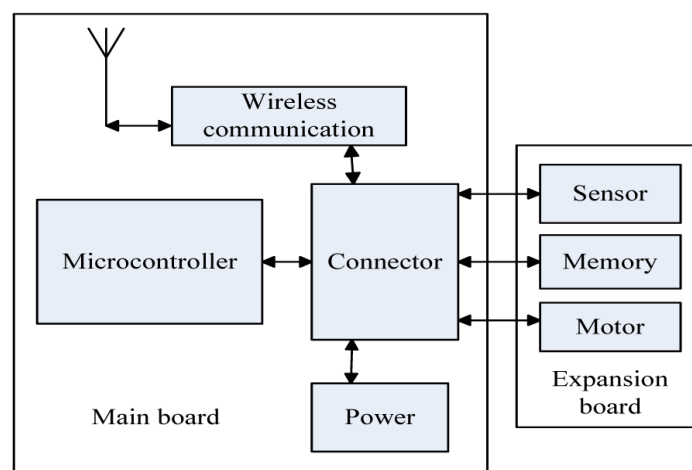 Wireless
communication
Microcontroller
Connector
Power
Main board
Sensor
Memory
Motor
Expansion
board